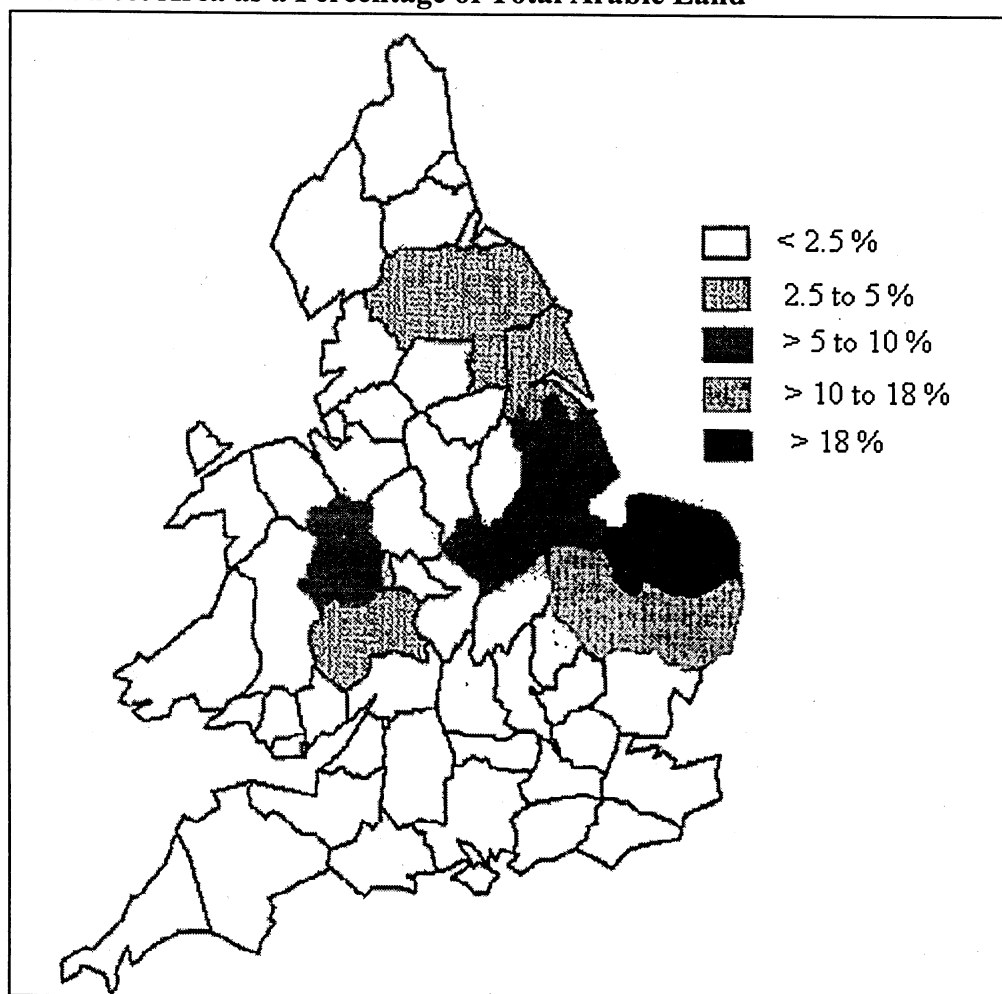 Area as a Percentage of Total Arable Land
< 2.5 %
2.5 to 5 %
> 5 to 10 %
> 10 to 18 %
> 18 %